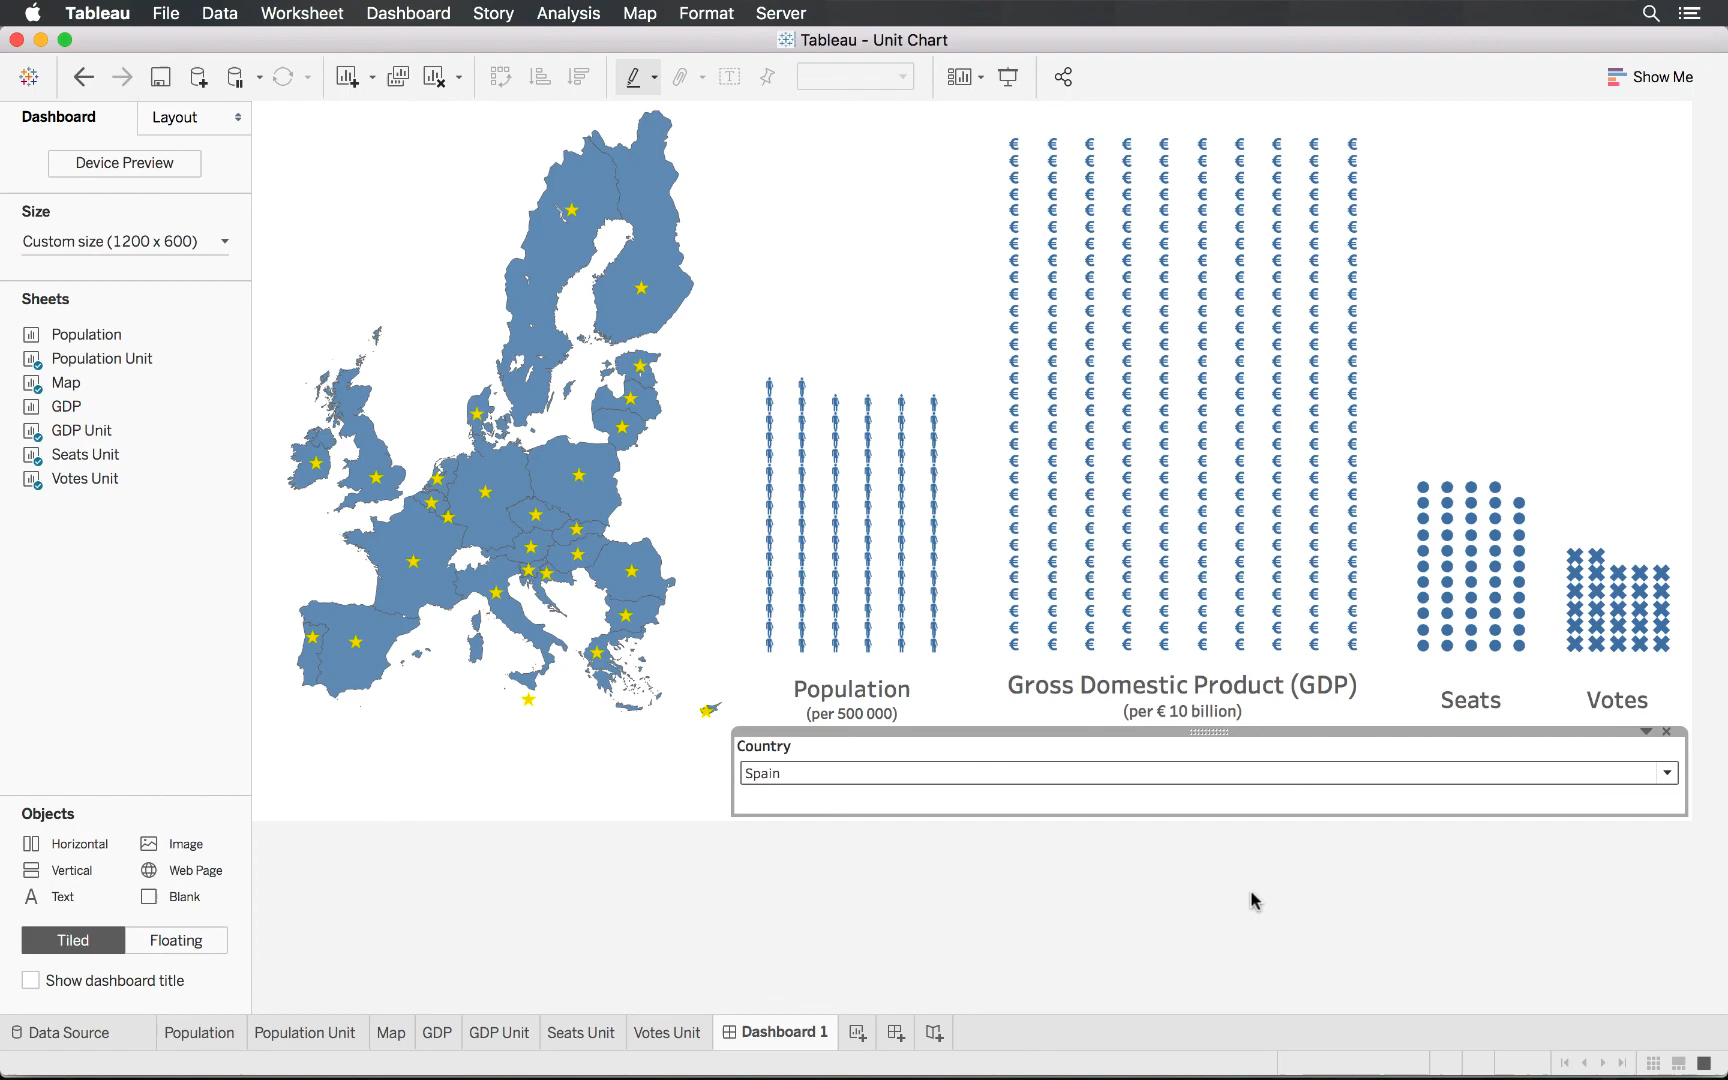 Tableau File Data Worksheet Dashboard Story Analysis Map Format Server
Tableau - Unit Chart
Show Me
Dashboard Layout
Device Preview
Size
Custom size (1200 x 600)
Sheets
Population
Population Unit
Map
GDP
GDP Unit
Seats Unit
Votes Unit
Population
(per 500 000)
Gross Domestic Product (GDP)
(per € 10 billion)
Seats
Votes
Country
Spain
Objects
Horizontal Image
Vertical Web Page
Text Blank
Tiled Floating
Show dashboard title
Data Source Population Population Unit Map GDP GDP Unit Seats Unit Votes Unit Dashboard 1